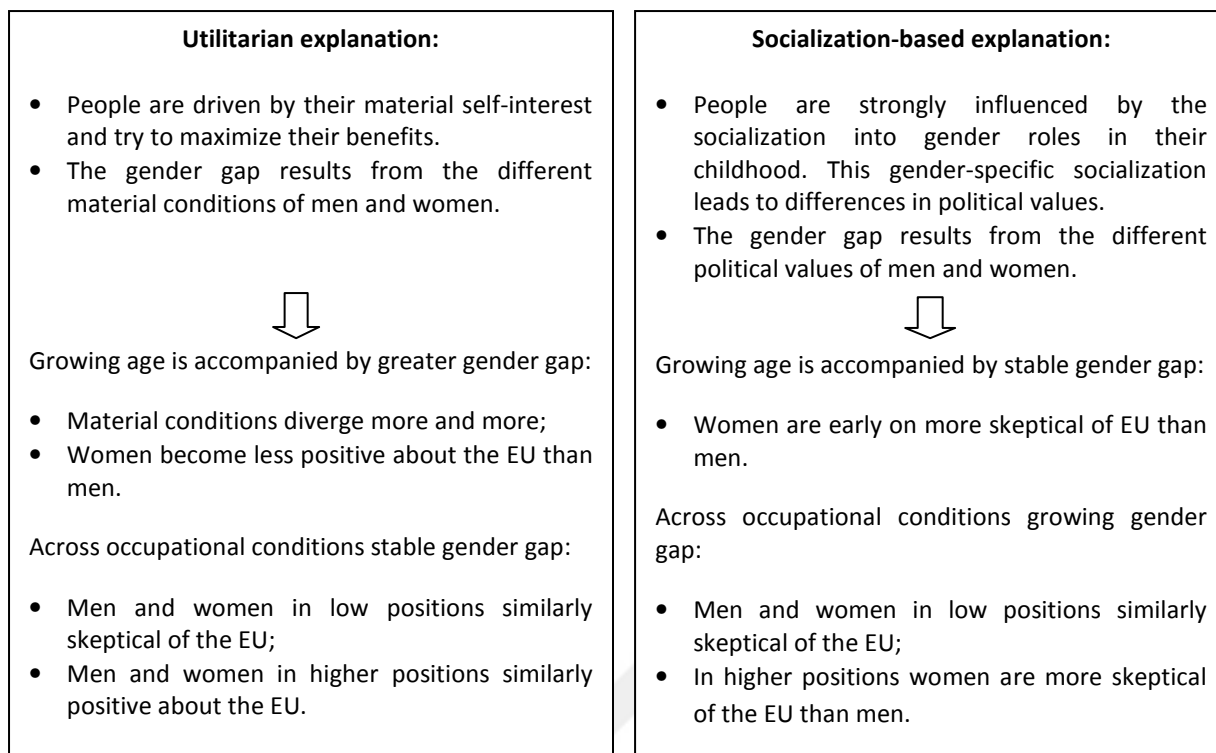 Utilitarian explanation:
• People are driven by their material self-interest
and try to maximize their benefits.
• The gender gap results from the different
material conditions of men and women.
Growing age is accompanied by greater gender gap:
• Material conditions diverge more and more;
• Women become less positive about the EU than
men.
Across occupational conditions stable gender gap:
• Men and women in low positions similarly
skeptical of the EU;
• Men and women in higher positions similarly
positive about the EU.
Socialization-based explanation:
• People are strongly influenced by the
socialization into gender roles in their
childhood. This gender-specific socialization
leads to differences in political values.
• The gender gap results from the different
political values of men and women.
Growing age is accompanied by stable gender gap:
• Women are early on more skeptical of EU than
men.
Across occupational conditions growing gender
gap:
• Men and women in low positions similarly
skeptical of the EU;
• In higher positions women are more skeptical
of the EU than men.